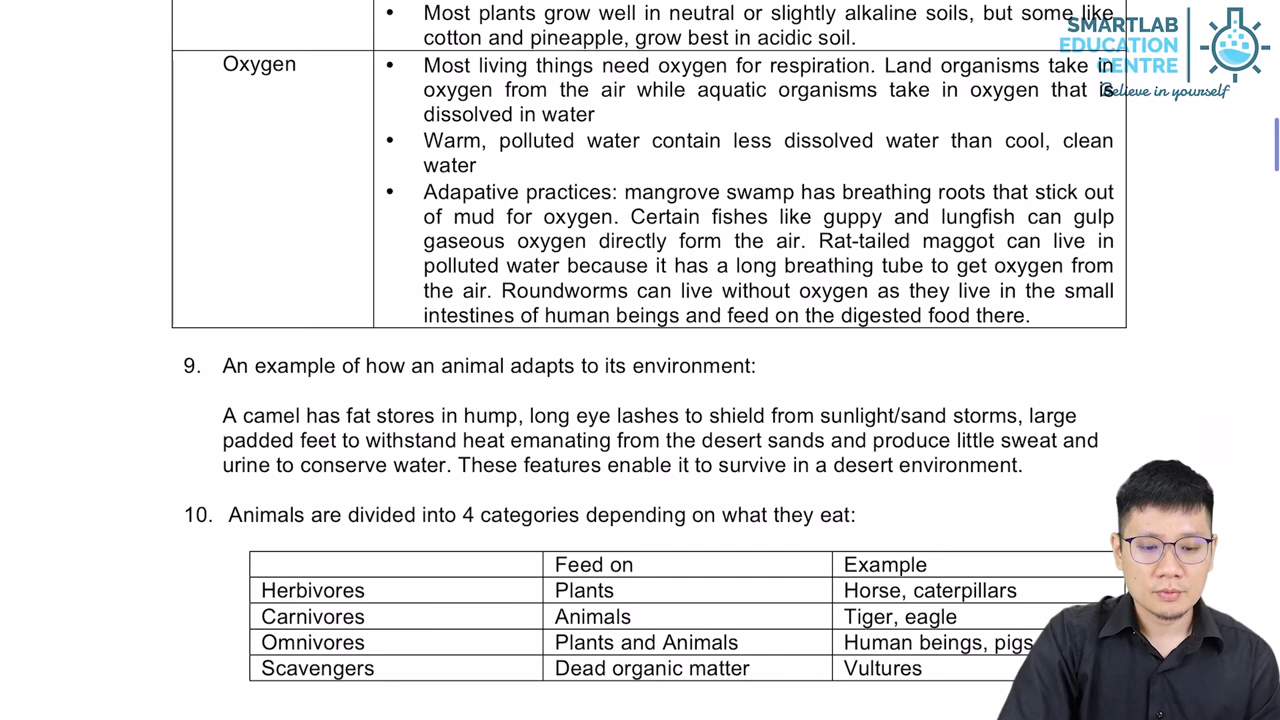 • Most plants grow well in neutral or slightly alkaline soils, but some like
cotton and pineapple, grow best in acidic soil.
SMARTLAB
EDUCATION
CENTRE
Believe in yourself
Oxygen
• Most living things need oxygen for respiration. Land organisms take in
oxygen from the air while aquatic organisms take in oxygen that is
dissolved in water
• Warm, polluted water contain less dissolved water than cool, clean
water
• Adapative practices: mangrove swamp has breathing roots that stick out
of mud for oxygen. Certain fishes like guppy and lungfish can gulp
gaseous oxygen directly form the air. Rat-tailed maggot can live in
polluted water because it has a long breathing tube to get oxygen from
the air. Roundworms can live without oxygen as they live in the small
intestines of human beings and feed on the digested food there.
9. An example of how an animal adapts to its environment:
A camel has fat stores in hump, long eye lashes to shield from sunlight/sand storms, large
padded feet to withstand heat emanating from the desert sands and produce little sweat and
urine to conserve water. These features enable it to survive in a desert environment.
10. Animals are divided into 4 categories depending on what they eat:
Feed on Example
Herbivores Plants Horse, caterpillars
Carnivores Animals Tiger, eagle
Omnivores Plants and Animals Human beings, pigs
Scavengers Dead organic matter Vultures